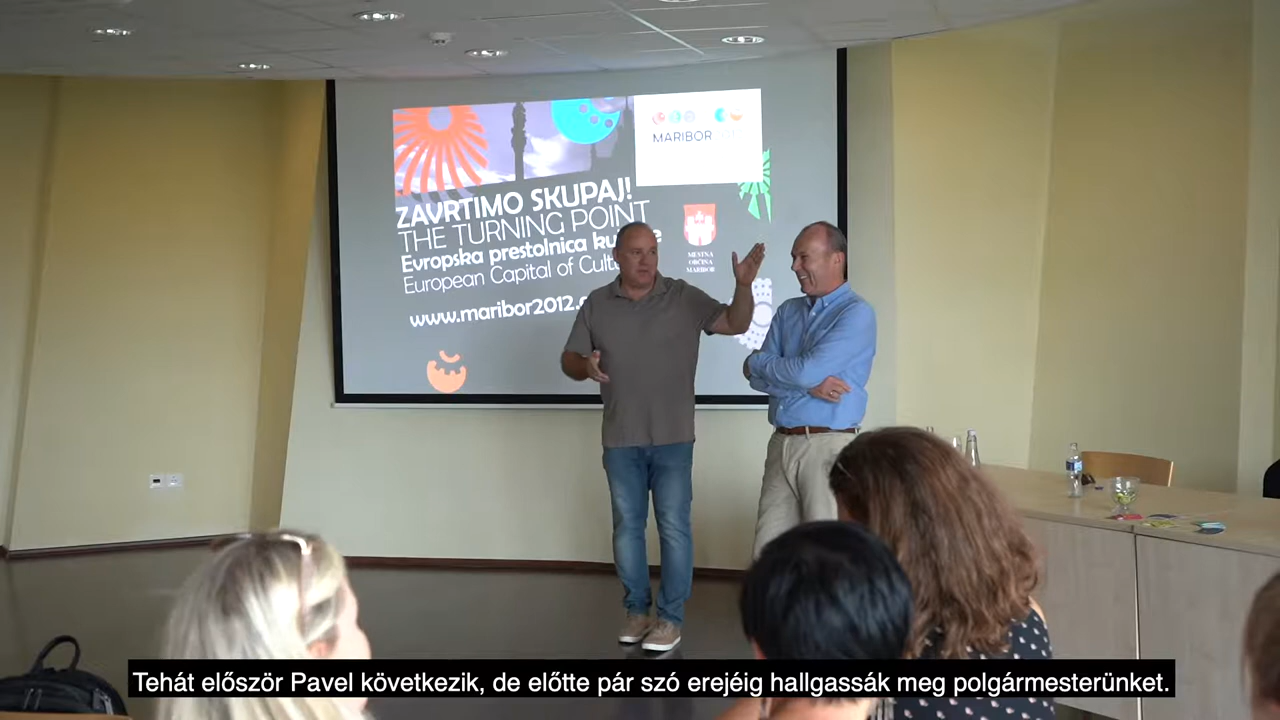 MARIBOR
ZAVRTIMO SKUPAJ!
THE TURNING POINT
Evropska prestolnica
European Capital of
www.maribor2012.
MESTNA
OBČINA
MARIBOR
Tehát először Pavel következik, de előtte pár szó erejéig hallgassák meg polgármesterünket.